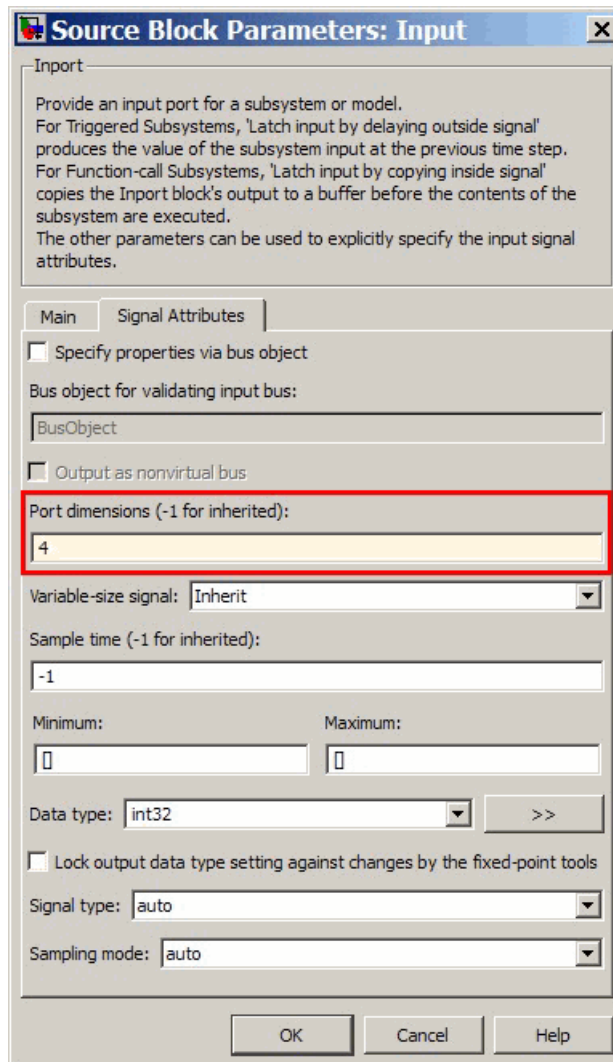 Source Block Parameters: Input
Inport
Provide an input port for a subsystem or model.
For Triggered Subsystems, 'Latch input by delaying outside signal'
produces the value of the subsystem input at the previous time step.
For Function-call Subsystems, 'Latch input by copying inside signal'
copies the Inport block's output to a buffer before the contents of the
subsystem are executed.
The other parameters can be used to explicitly specify the input signal
attributes.
Main Signal Attributes
Specify properties via bus object
Bus object for validating input bus:
BusObject
Output as nonvirtual bus
Port dimensions (-1 for inherited):
4
Variable-size signal: Inherit
Sample time (-1 for inherited):
-1
Minimum: Maximum:
[] []
Data type: int32 >>
Lock output data type setting against changes by the fixed-point tools
Signal type: auto
Sampling mode: auto
OK Cancel Help